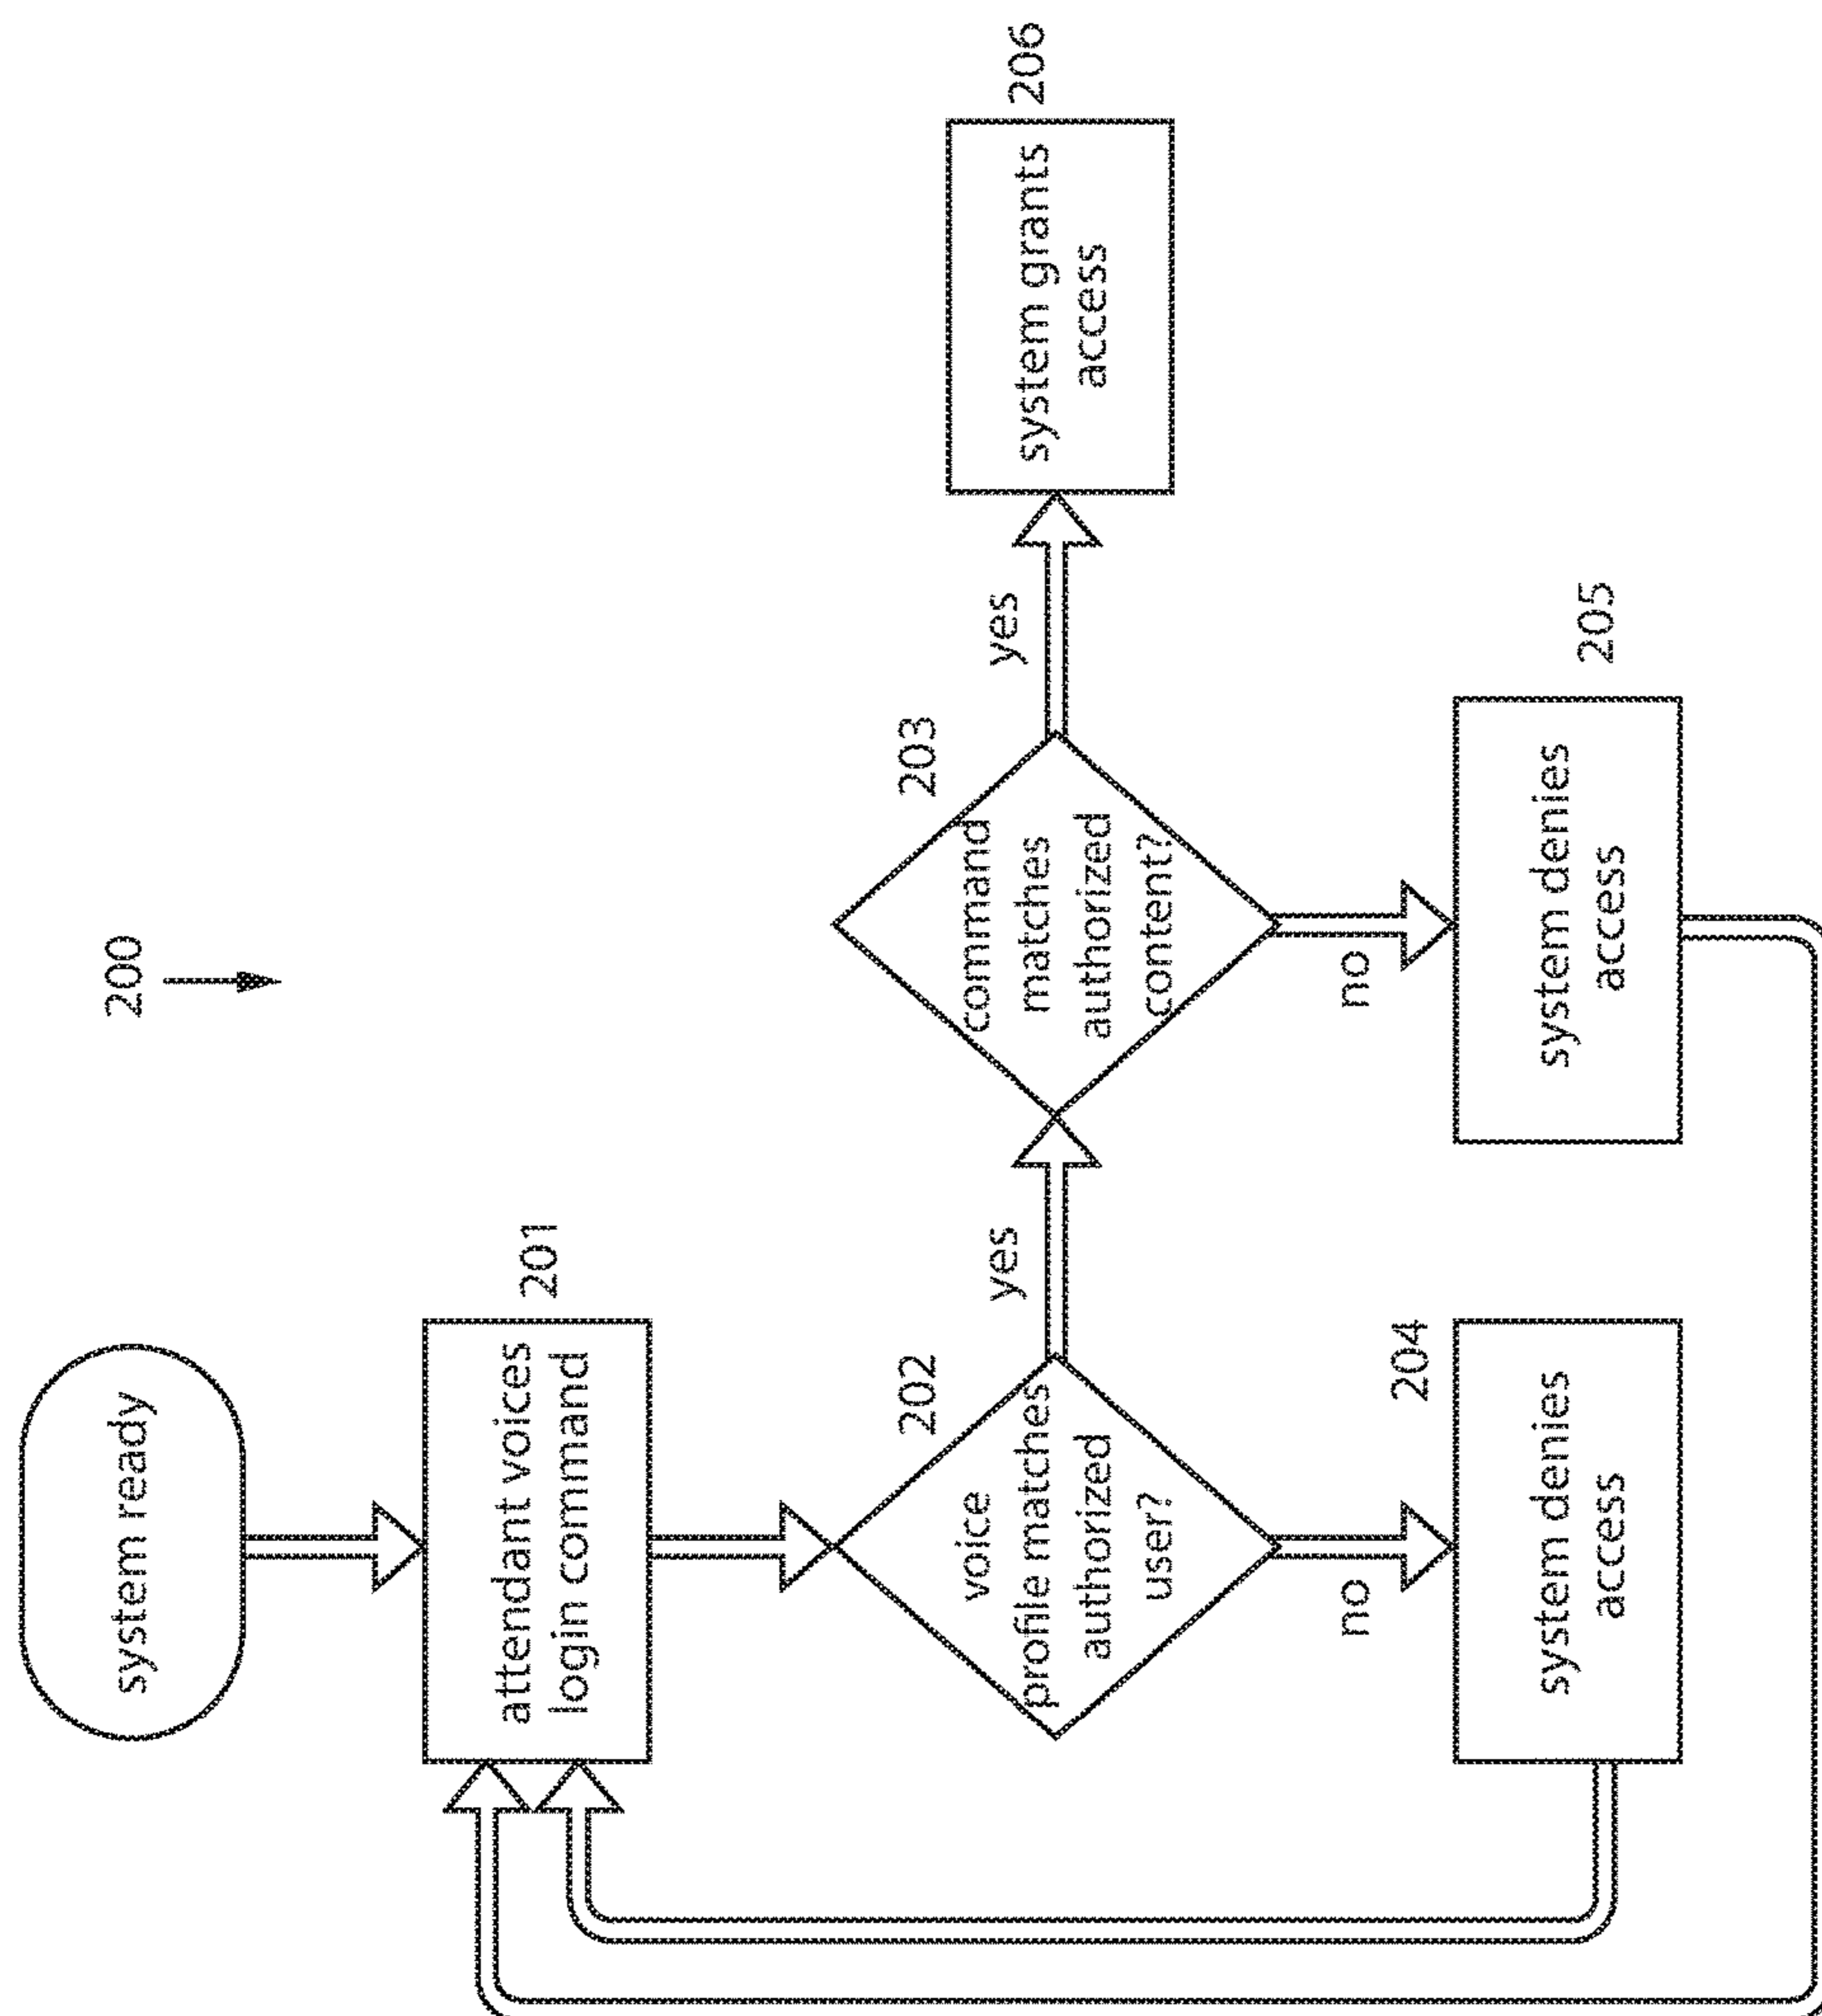 200
system ready
attendant voices
login command
201
voice
profile matches
authorized
user?
202
yes
no
system denies
access
204
command
matches
authorized
content?
203
yes
no
system denies
access
205
system grants
access
206